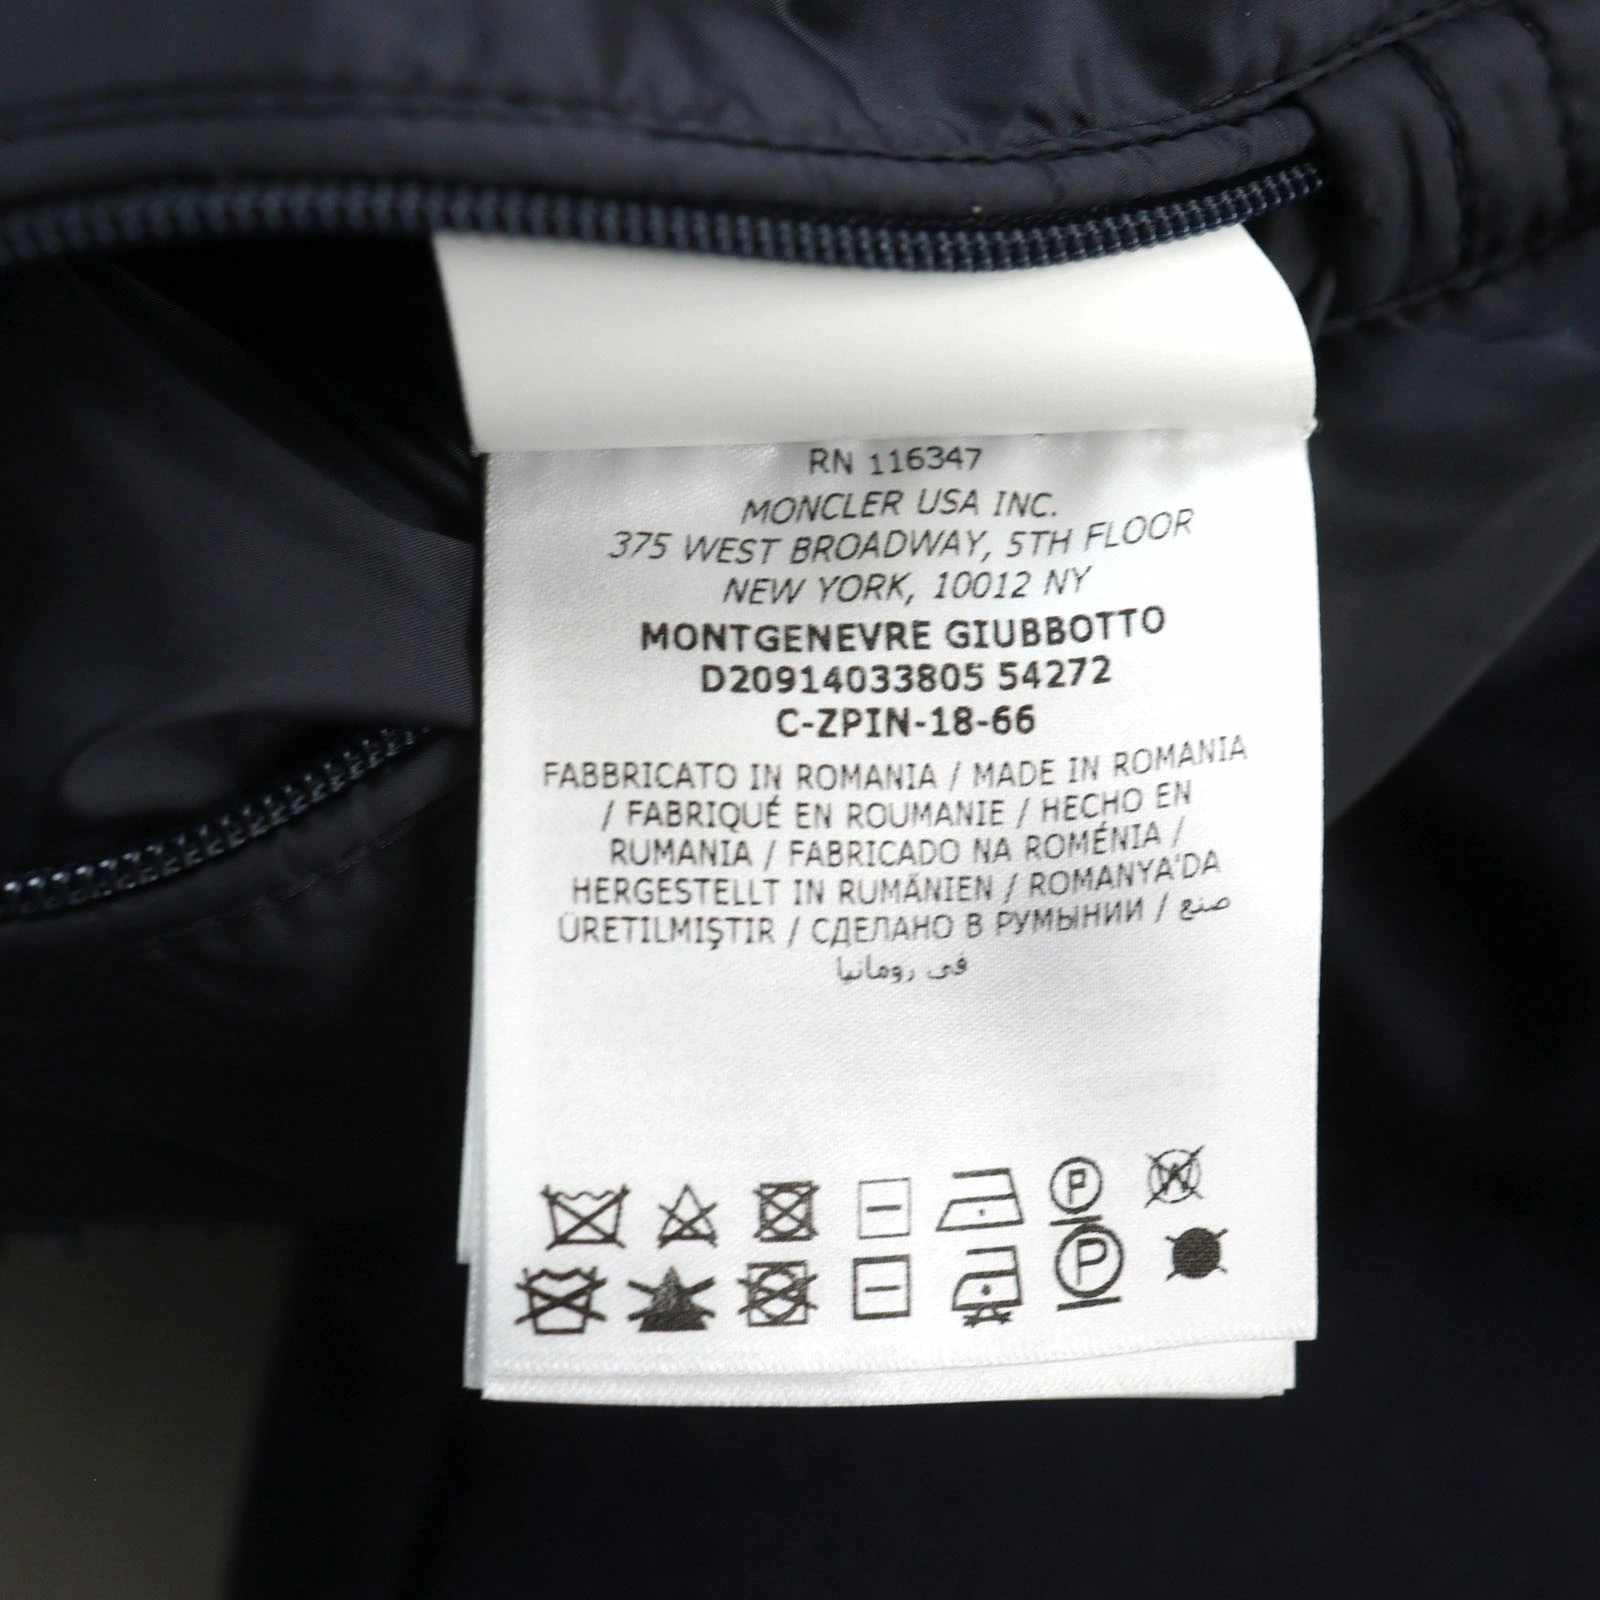 RN 116347
MONCLER USA INC.
375 WEST BROADWAY, 5TH FLOOR
NEW YORK, 10012 NY
MONTGENEVRE GIUBBOTTO
D20914033805 54272
C-ZPIN-18-66
FABBRICATO IN ROMANIA / MADE IN ROMANIA
/ FABRIQUÉ EN ROUMANIE / HECHO EN
RUMANIA / FABRICADO NA ROMÉNIA /
HERGESTELLT IN RUMÄNIEN / ROMANYA'DA
ÜRETILMIŞTIR / СДЕЛАНО В РУМЫНИИ / صنع
في رومانيا
P W
P